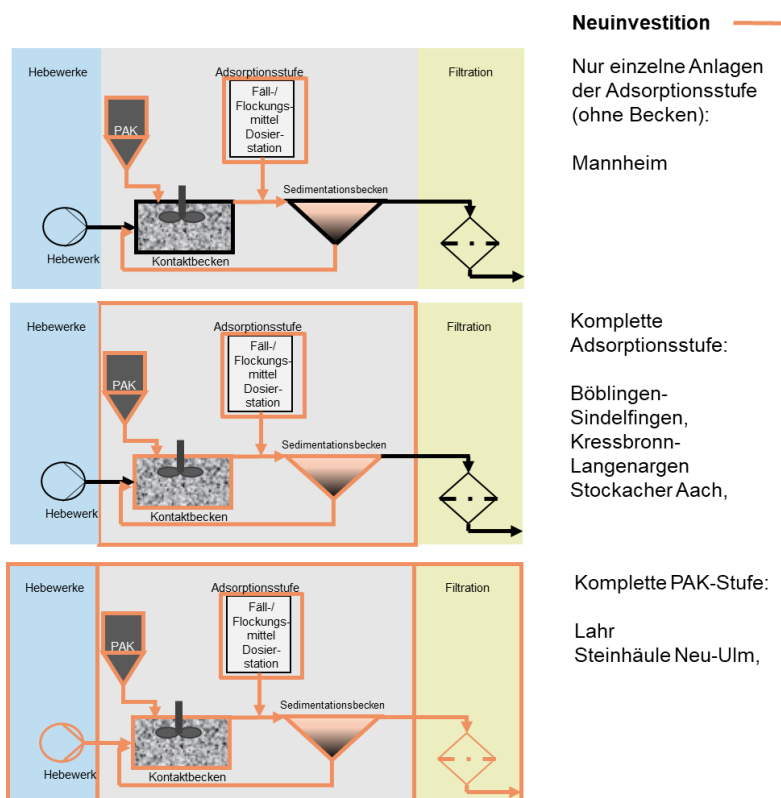 Neuinvestition
Hebewerke
Adsorptionsstufe
Filtration
PAK
Fäll-/
Flockungs-
mittel
Dosier-
station
Sedimentationsbecken
Hebewerk
Kontaktbecken
Nur einzelne Anlagen
der Adsorptionsstufe
(ohne Becken):
Mannheim
Hebewerke
Adsorptionsstufe
Filtration
PAK
Fäll-/
Flockungs-
mittel
Dosier-
station
Sedimentationsbecken
Hebewerk
Kontaktbecken
Komplette
Adsorptionsstufe:
Böblingen-
Sindelfingen,
Kressbronn-
Langenargen
Stockacher Aach,
Hebewerke
Adsorptionsstufe
Filtration
PAK
Fäll-/
Flockungs-
mittel
Dosier-
station
Sedimentationsbecken
Hebewerk
Kontaktbecken
Komplette PAK-Stufe:
Lahr
Steinhäule Neu-Ulm,